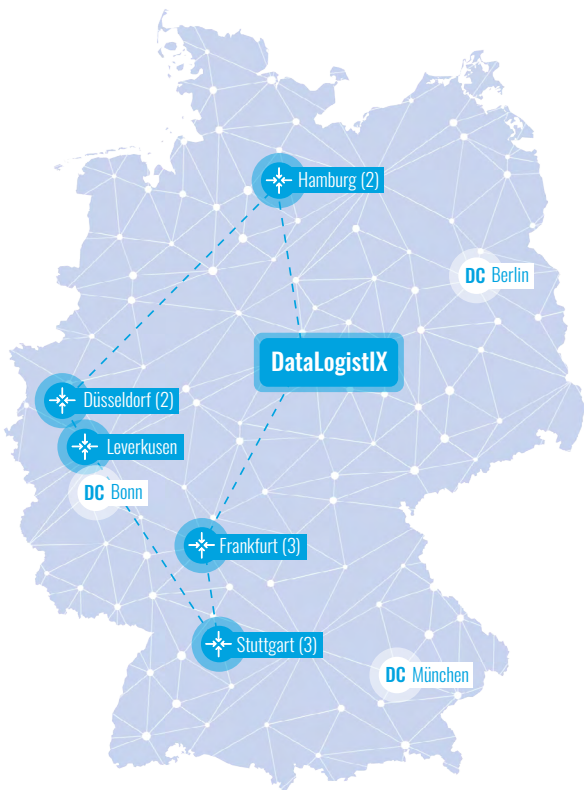 Hamburg (2)
DC Berlin
DataLogistIX
Düsseldorf (2)
Leverkusen
DC Bonn
Frankfurt (3)
Stuttgart (3)
DC München